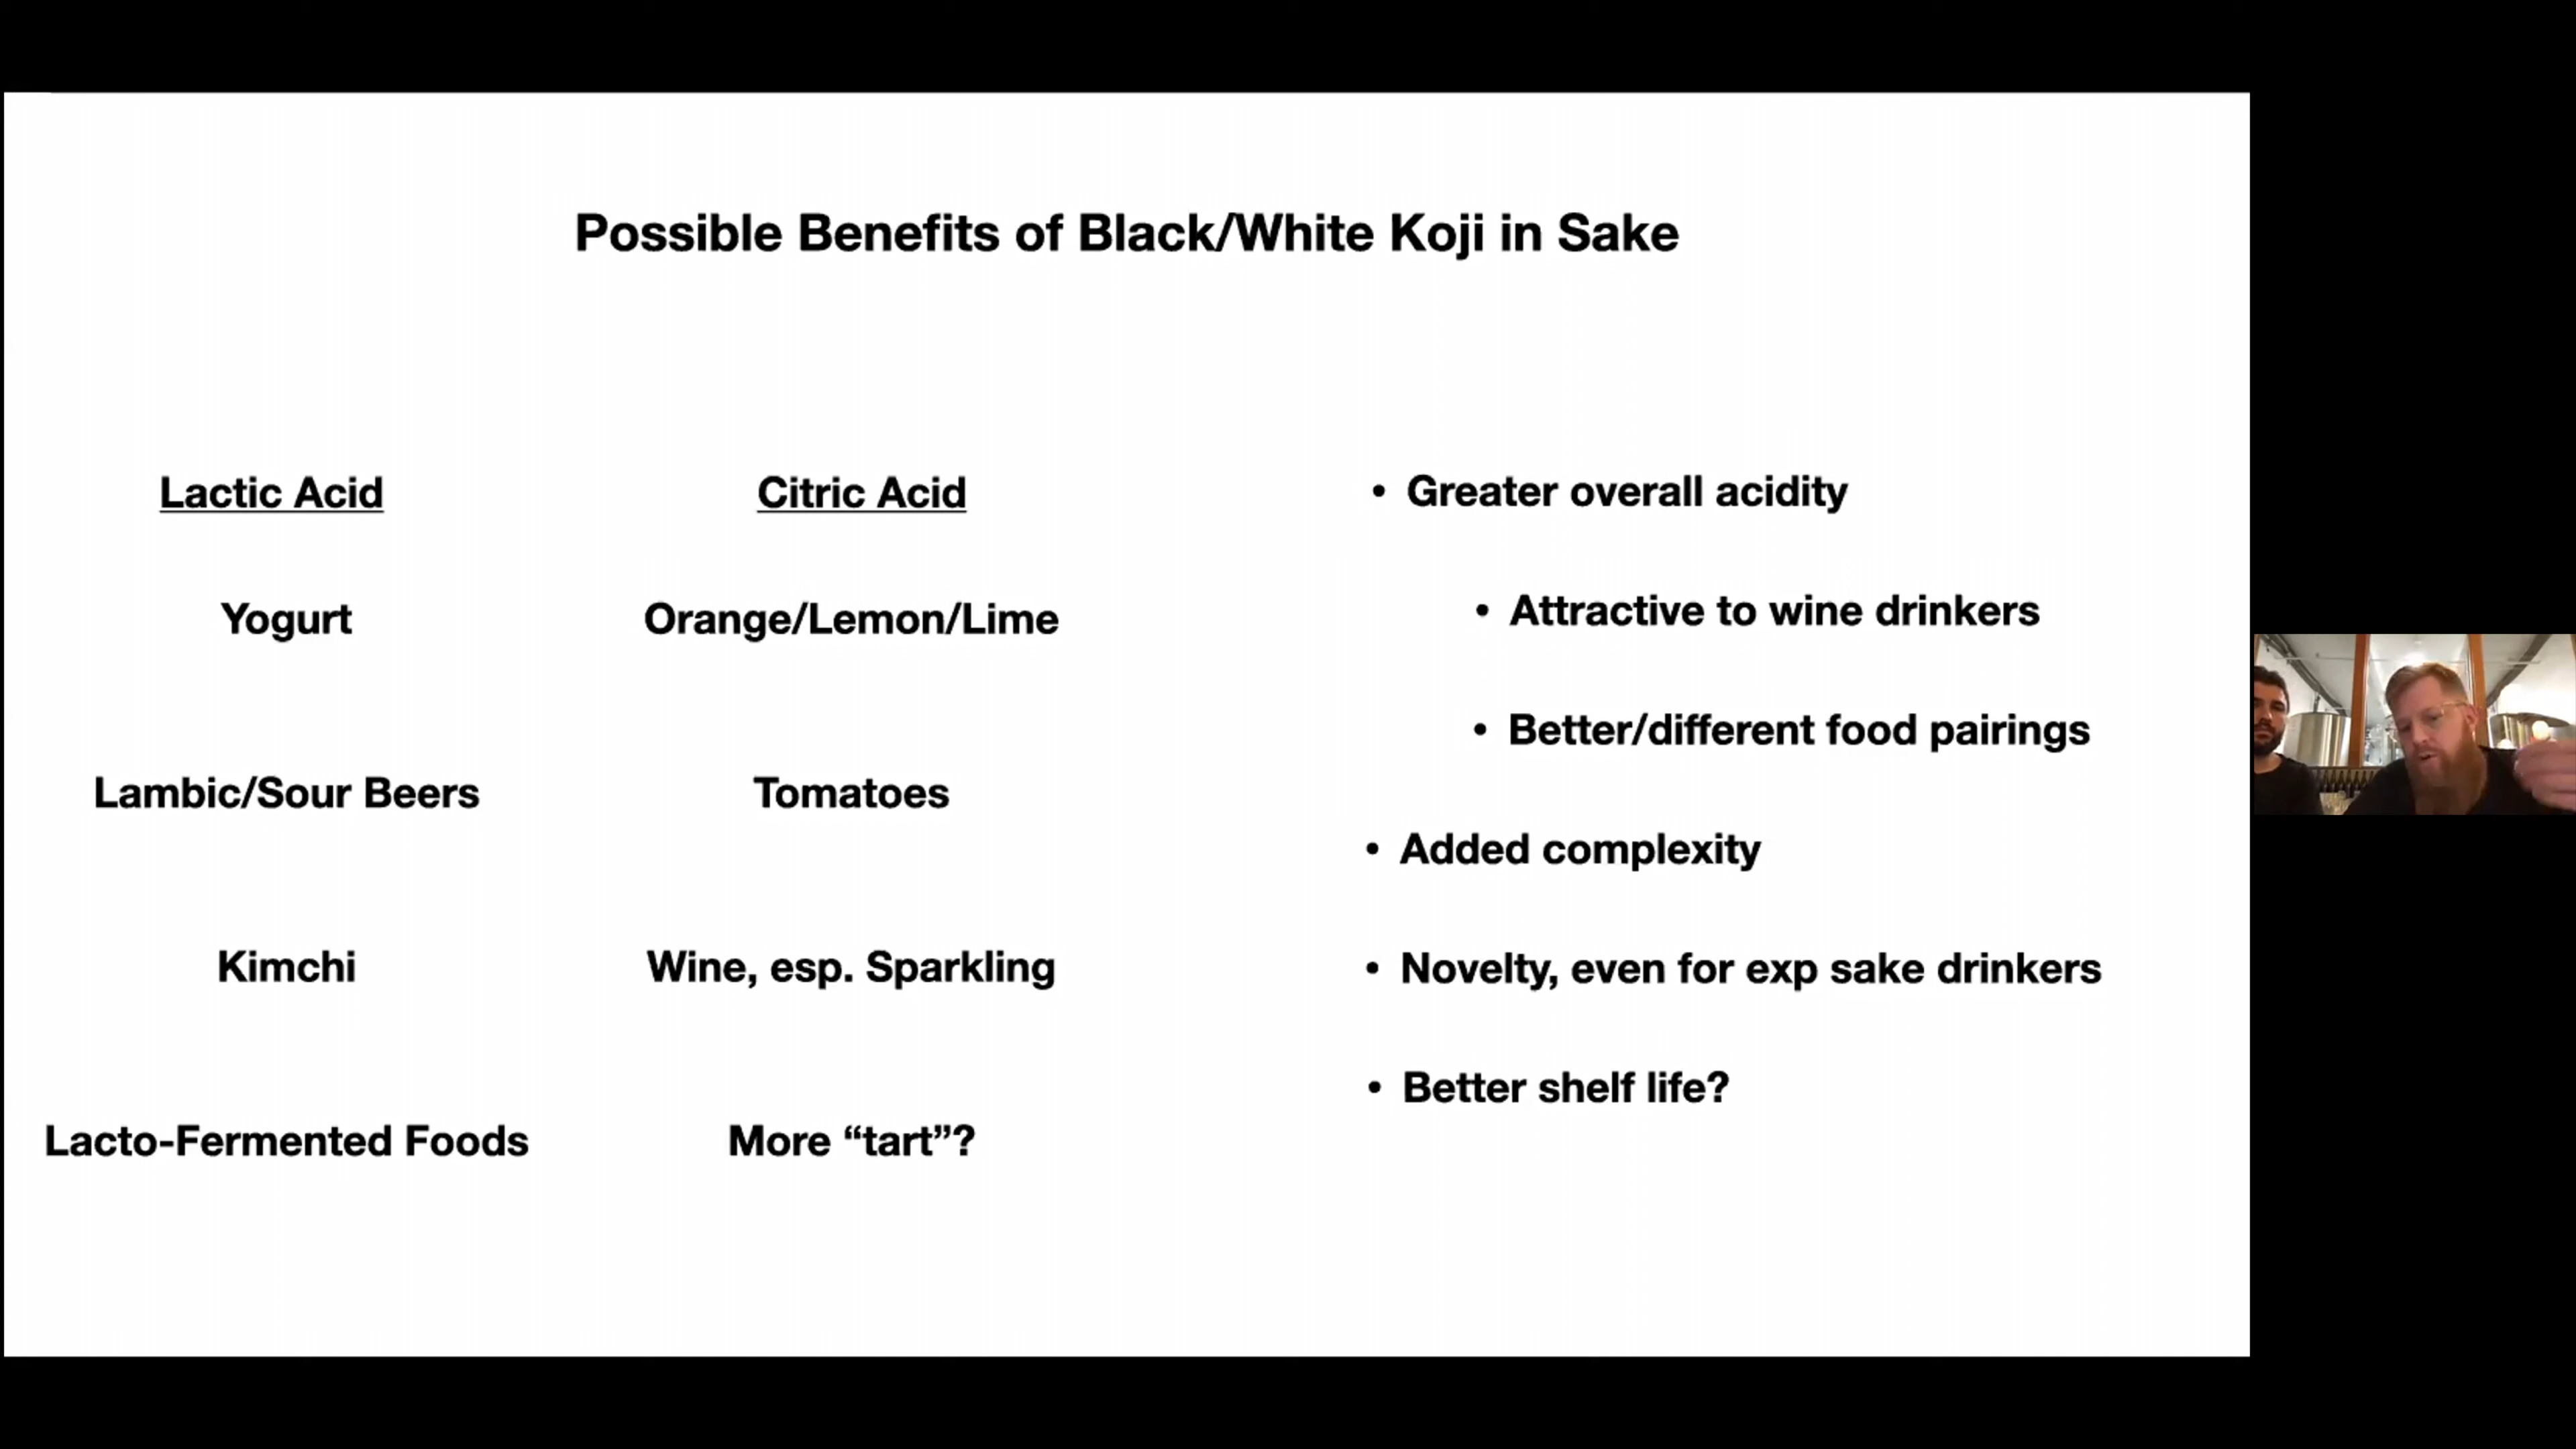 Possible Benefits of Black/White Koji in Sake
Lactic Acid
Yogurt
Lambic/Sour Beers
Kimchi
Lacto-Fermented Foods
Citric Acid
Orange/Lemon/Lime
Tomatoes
Wine, esp. Sparkling
More “tart”?
• Greater overall acidity
• Attractive to wine drinkers
• Better/different food pairings
• Added complexity
• Novelty, even for exp sake drinkers
• Better shelf life?